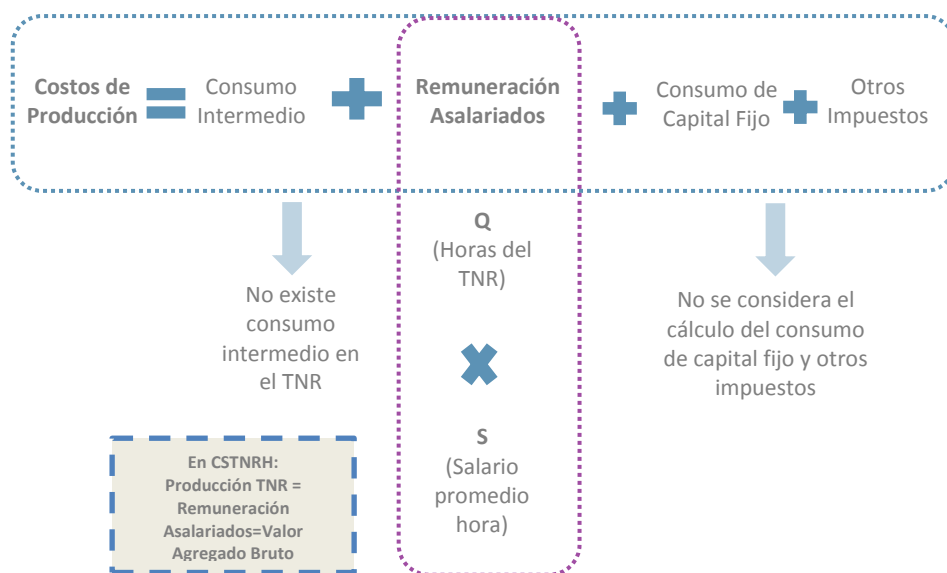 Costos de
Producción
Consumo
Intermedio
Remuneración
Asalariados
Consumo de
Capital Fijo
Otros
Impuestos
No existe
consumo
intermedio en
el TNR
Q
(Horas del
TNR)
S
(Salario
promedio
hora)
No se considera el
cálculo del consumo
de capital fijo y otros
impuestos
En CSTNRH:
Producción TNR =
Remuneración
Asalariados=Valor
Agregado Bruto